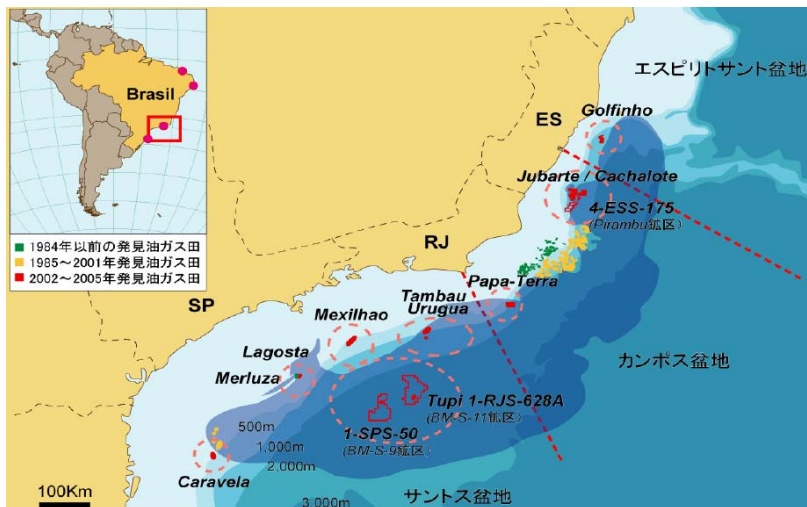 Brasil
■1984年以前の発見油ガス田
■1985～2001年発見油ガス田
■2002～2005年発見油ガス田
エスピリトサント盆地
Golfinho
ES
Jubarte / Cachalote
4-ESS-175
(Pirambu鉱区)
RJ
Papa-Terra
SP
Tambau
Urugua
Mexilhao
Lagosta
Merluza
カンポス盆地
Tupi 1-RJS-628A
(BM-S-11鉱区)
1-SPS-50
(BM-S-9鉱区)
500m
1,000m
2,000m
3,000m
Caravela
サントス盆地
100Km